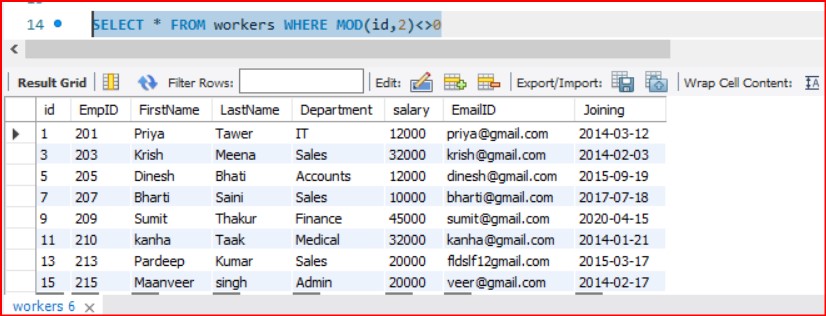 14 SELECT * FROM workers WHERE MOD(id,2)<>0
Result Grid Filter Rows: Edit: Export/Import: Wrap Cell Content:
id EmpID FirstName LastName Department salary EmailID Joining
1 201 Priya Tawer IT 12000 priya@gmail.com 2014-03-12
3 203 Krish Meena Sales 32000 krish@gmail.com 2014-02-03
5 205 Dinesh Bhati Accounts 12000 dinesh@gmail.com 2015-09-19
7 207 Bharti Saini Sales 10000 bharti@gmail.com 2017-07-18
9 209 Sumit Thakur Finance 45000 sumit@gmail.com 2020-04-15
11 210 kanha Taak Medical 32000 kanha@gmail.com 2014-01-21
13 213 Pardeep Kumar Sales 20000 fldslf12gmail.com 2015-03-17
15 215 Maanveer singh Admin 20000 veer@gmail.com 2014-02-17
workers 6